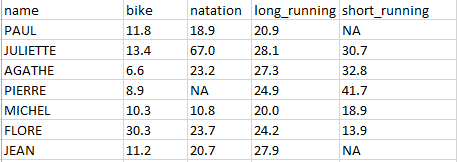 name bike natation long_running short_running
PAUL 11.8 18.9 20.9 NA
JULIETTE 13.4 67.0 28.1 30.7
AGATHE 6.6 23.2 27.3 32.8
PIERRE 8.9 NA 24.9 41.7
MICHEL 10.3 10.8 20.0 18.9
FLORE 30.3 23.7 24.2 13.9
JEAN 11.2 20.7 27.9 NA